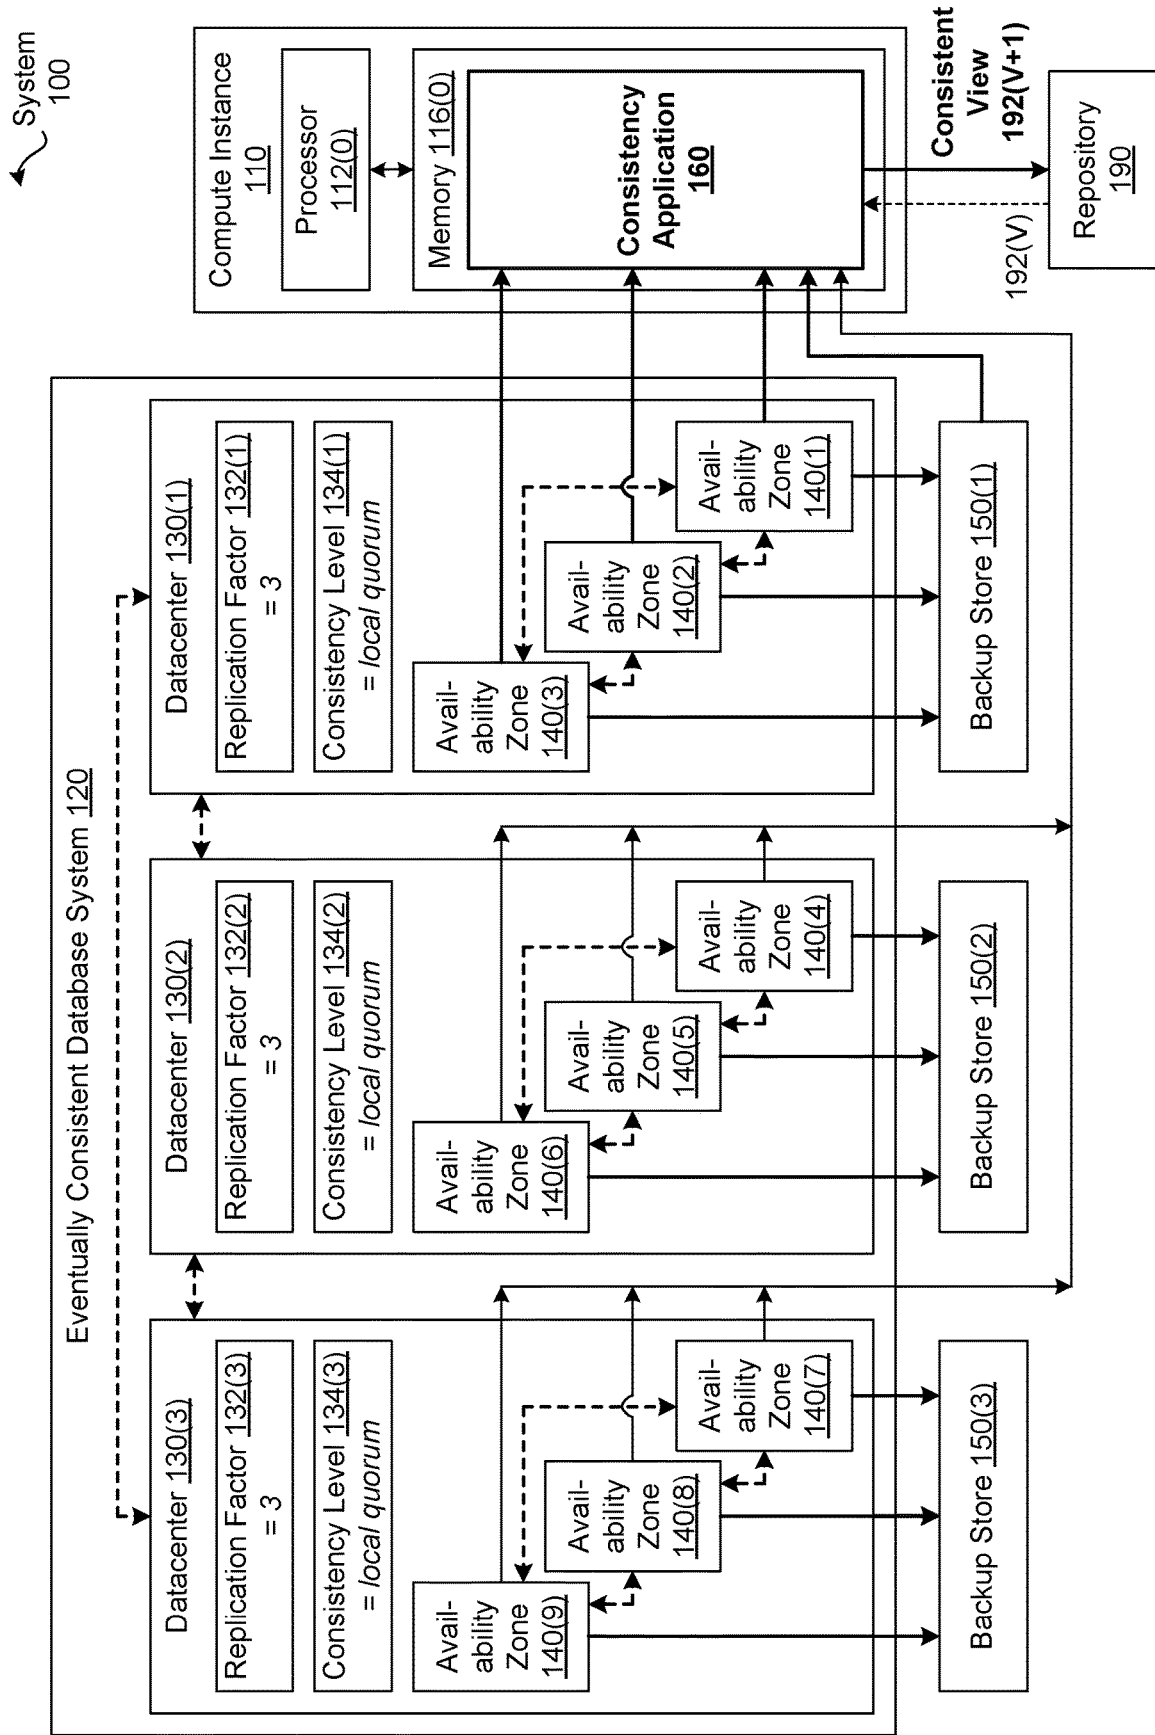 System
100
Eventually Consistent Database System 120
Datacenter 130(3)
Replication Factor 132(3)
= 3
Consistency Level 134(3)
= local quorum
Avail-
ability
Zone
140(9)
Avail-
ability
Zone
140(8)
Avail-
ability
Zone
140(7)
Backup Store 150(3)
Datacenter 130(2)
Replication Factor 132(2)
= 3
Consistency Level 134(2)
= local quorum
Avail-
ability
Zone
140(6)
Avail-
ability
Zone
140(5)
Avail-
ability
Zone
140(4)
Backup Store 150(2)
Datacenter 130(1)
Replication Factor 132(1)
= 3
Consistency Level 134(1)
= local quorum
Avail-
ability
Zone
140(3)
Avail-
ability
Zone
140(2)
Avail-
ability
Zone
140(1)
Backup Store 150(1)
Compute Instance
110
Processor
112(0)
Memory 116(0)
Consistency
Application
160
192(V)
Consistent
View
192(V+1)
Repository
190